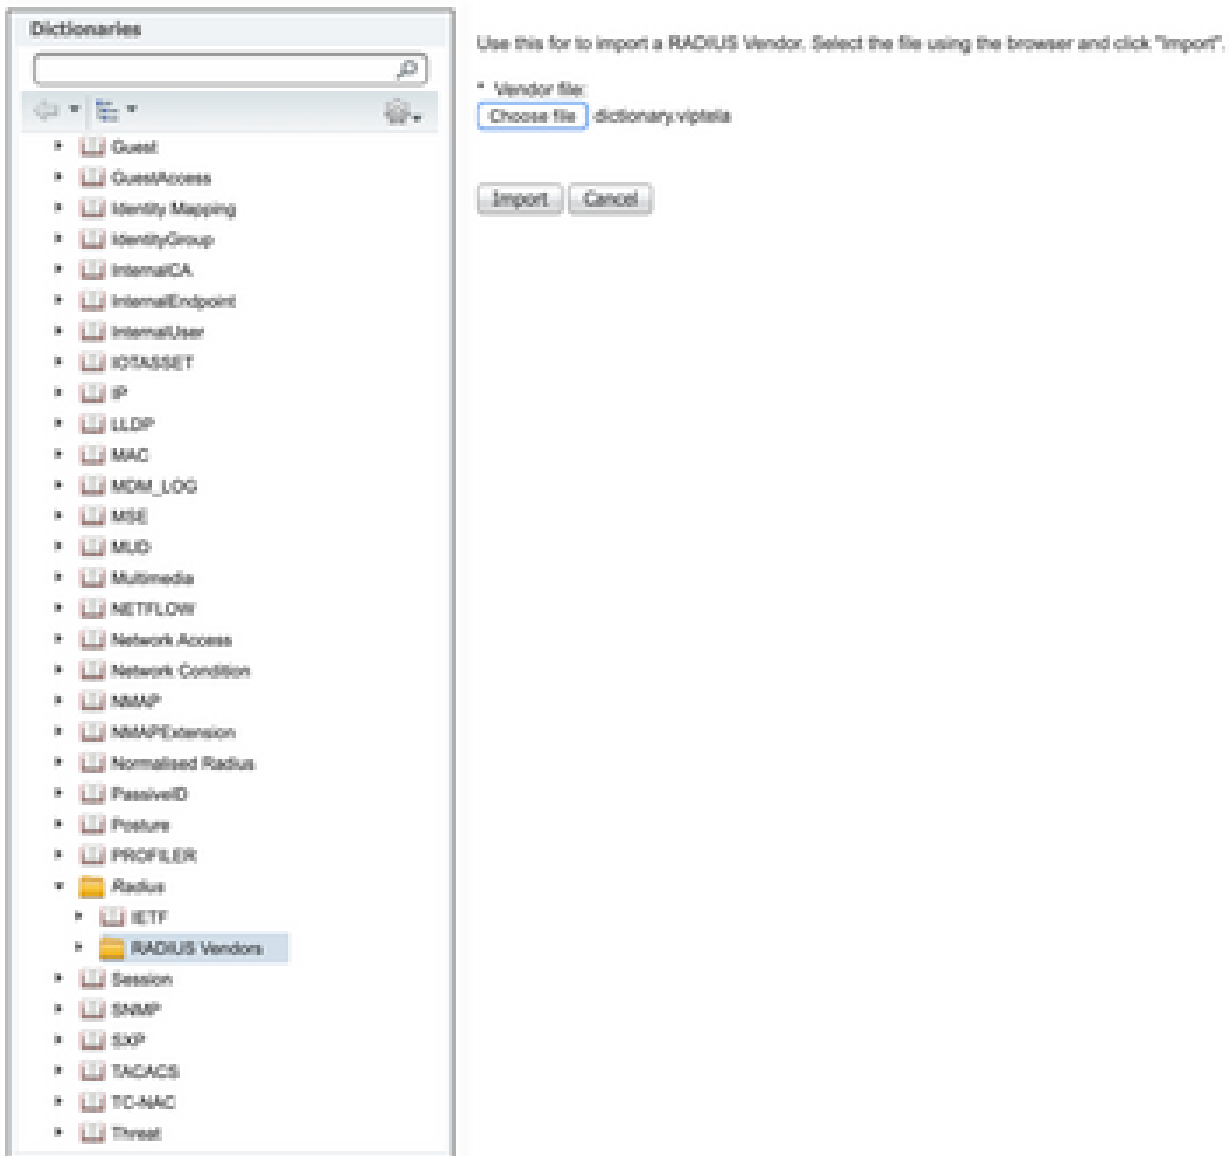 Dictionaries
Guest
GuestAccess
Identity Mapping
IdentityGroup
InternalCA
InternalEndpoint
InternalUser
IOTASSET
IP
LLDP
MAC
MDM_LOG
MSE
MUD
Multimedia
NETFLOW
Network Access
Network Condition
NMAP
NMAPExtension
Normalised Radius
PassiveID
Posture
PROFILER
Radius
IETF
RADIUS Vendors
Session
SNMP
SXP
TACACS
TC-NAC
Threat
Use this for to import a RADIUS Vendor. Select the file using the browser and click "Import".
* Vendor file:
Choose file dictionary.viptela
Import Cancel